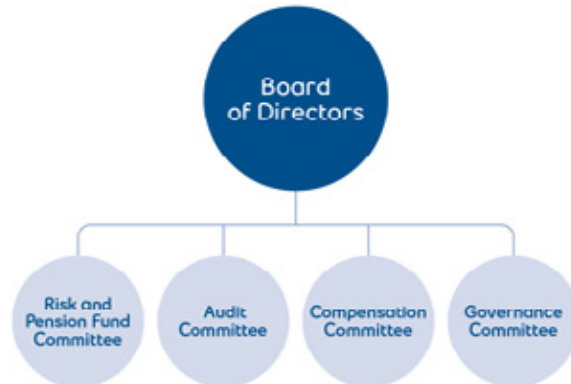 Board
of Directors
Risk and
Pension Fund
Committee
Audit
Committee
Compensation
Committee
Governance
Committee